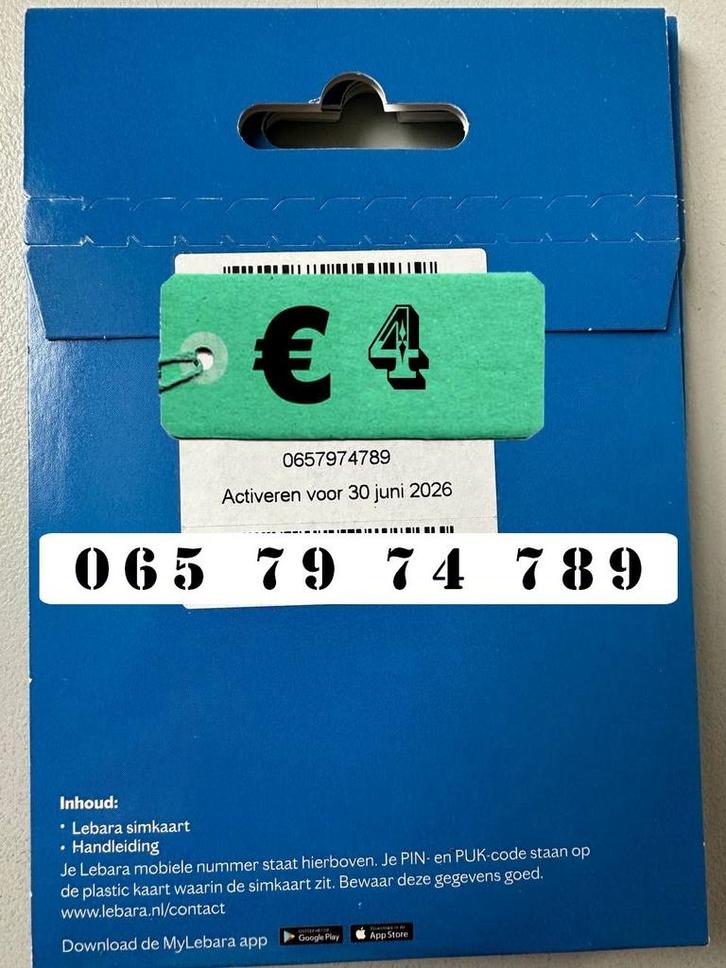 € 4
0657974789
Activeren voor 30 juni 2026
065 79 74 789
Inhoud:
• Lebara simkaart
• Handleiding
Je Lebara mobiele nummer staat hierboven. Je PIN- en PUK-code staan op
de plastic kaart waarin de simkaart zit. Bewaar deze gegevens goed.
www.lebara.nl/contact
Download de MyLebara app Google Play App Store